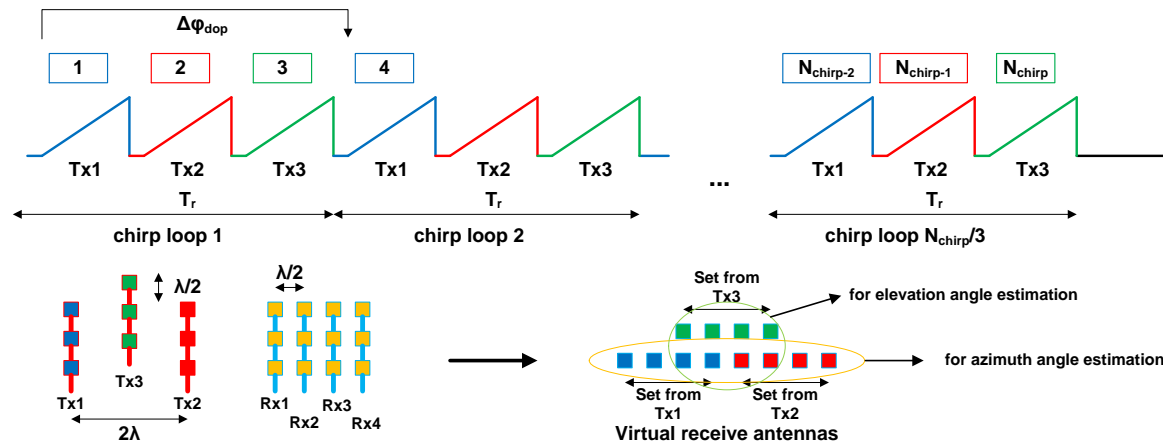 Δφdop
1 2 3 4 Nchirp-2 Nchirp-1 Nchirp
Tx1 Tx2 Tx3 Tx1 Tx2 Tx3 ... Tx1 Tx2 Tx3
Tr Tr Tr
chirp loop 1 chirp loop 2 chirp loop Nchirp/3
λ/2
λ/2
Tx3
Tx1 Tx2
2λ
Rx1 Rx3
Rx2 Rx4
Set from
Tx3
for elevation angle estimation
for azimuth angle estimation
Set from Set from
Tx1 Tx2
Virtual receive antennas